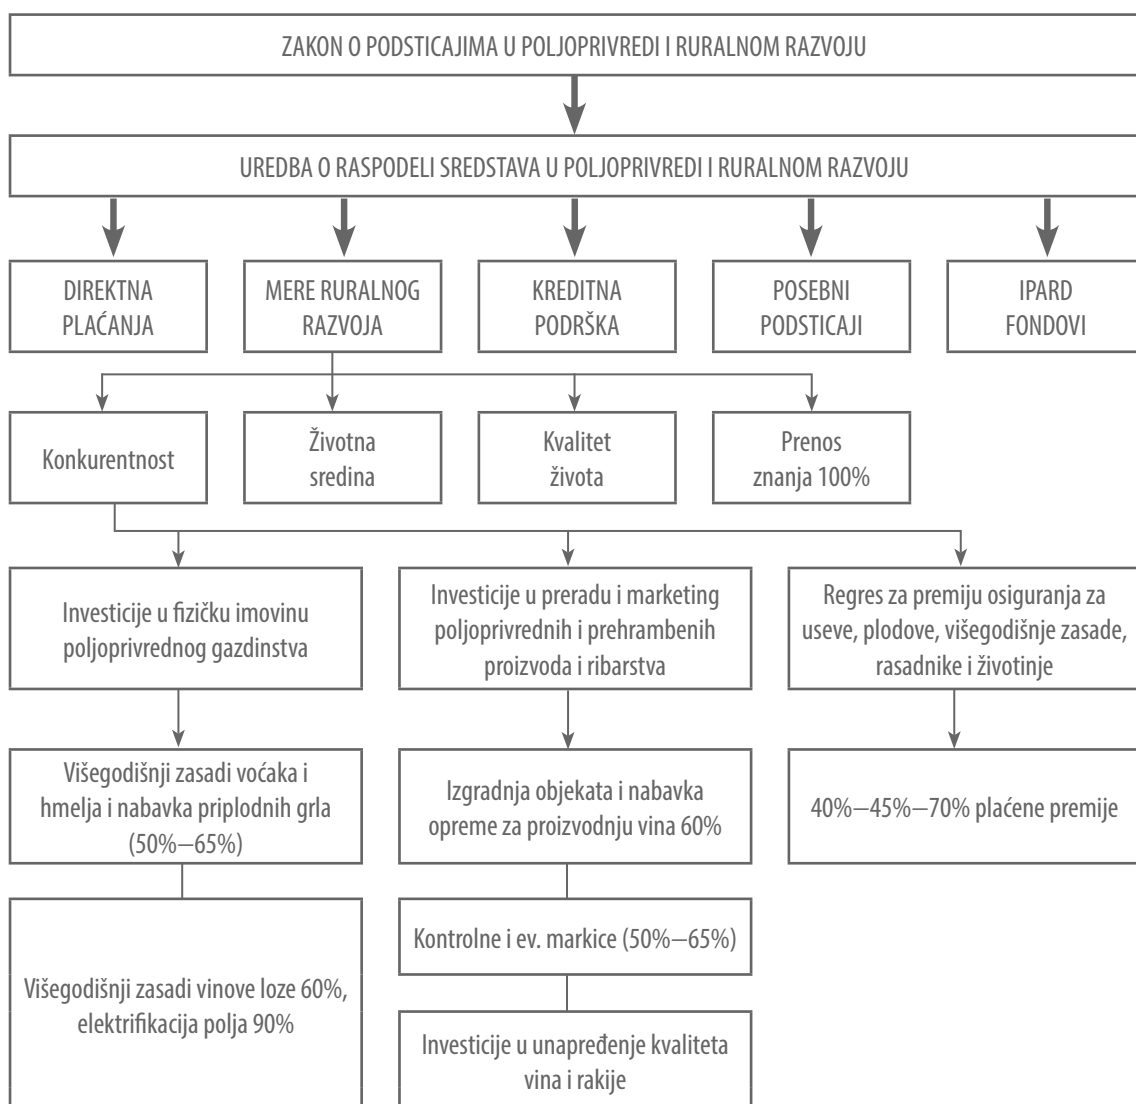 ZAKON O PODSTICAJIMA U POLJOPRIVREDI I RURALNOM RAZVOJU
UREDBA O RASPODELI SREDSTAVA U POLJOPRIVREDI I RURALNOM RAZVOJU
DIREKTNA
PLAĆANJA
MERE RURALNOG
RAZVOJA
KREDITNA
PODRŠKA
POSEBNI
PODSTICAJI
IPARD
FONDOVI
Konkurentnost
Životna
sredina
Kvalitet
života
Prenos
znanja 100%
Investicije u fizičku imovinu
poljoprivrednog gazdinstva
Investicije u preradu i marketing
poljoprivrednih i prehrambenih
proizvoda i ribarstva
Regres za premiju osiguranja za
useve, plodove, višegodišnje zasade,
rasadnike i životinje
Višegodišnji zasadi voćaka i
hmelja i nabavka priplodnih grla
(50%–65%)
Izgradnja objekata i nabavka
opreme za proizvodnju vina 60%
40%–45%–70% plaćene premije
Višegodišnji zasadi vinove loze 60%,
elektrifikacija polja 90%
Kontrolne i ev. markice (50%–65%)
Investicije u unapređenje kvaliteta
vina i rakije